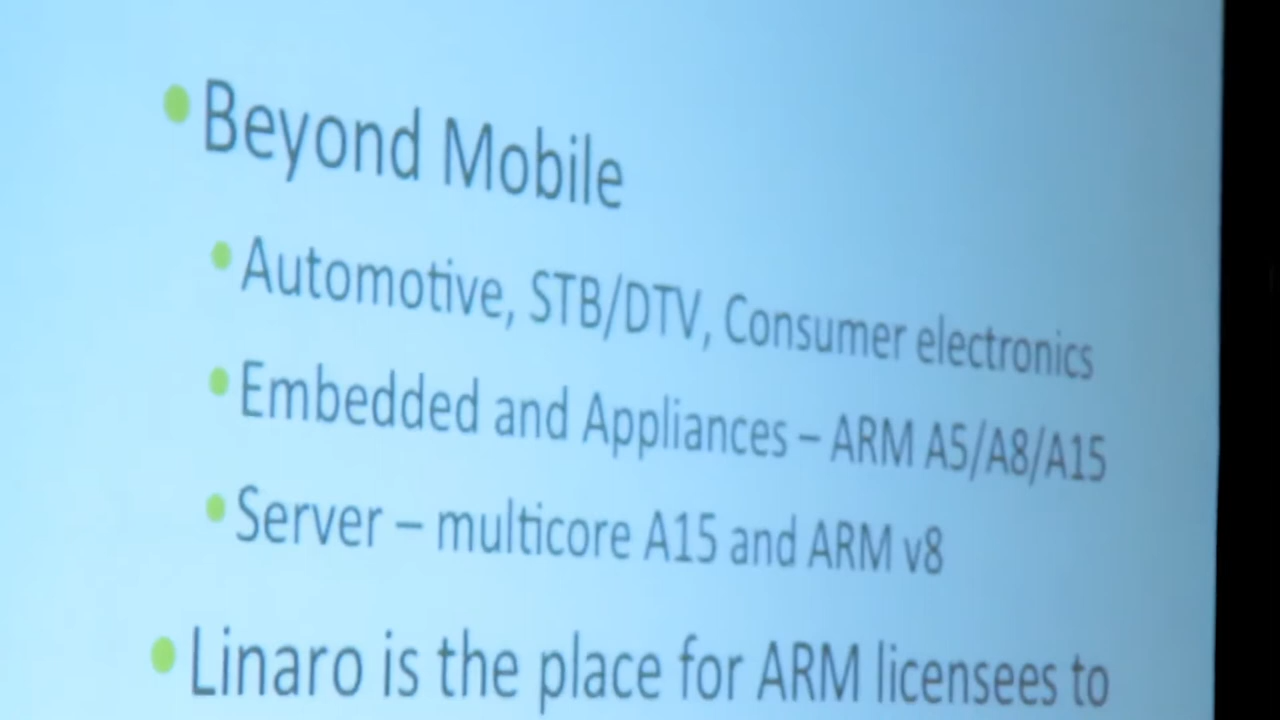 • Beyond Mobile
• Automotive, STB/DTV, Consumer electronics
• Embedded and Appliances – ARM A5/A8/A15
• Server – multicore A15 and ARM v8
• Linaro is the place for ARM licensees to